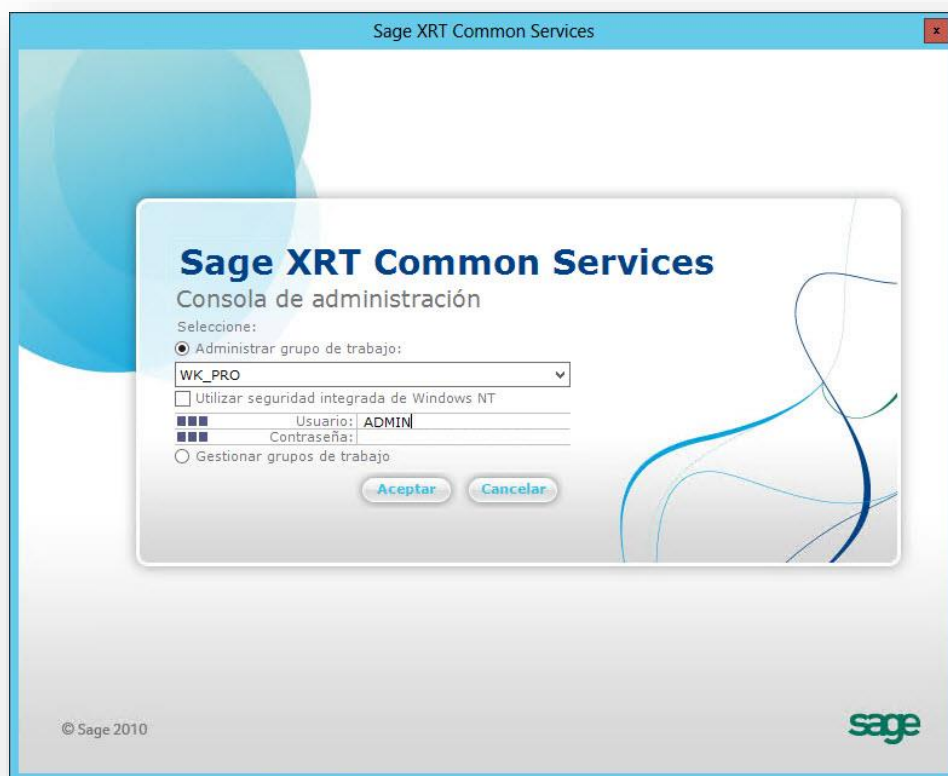 Sage XRT Common Services
x
Sage XRT Common Services
Consola de administración
Seleccione:
Administrar grupo de trabajo:
WK_PRO
Utilizar seguridad integrada de Windows NT
Usuario: ADMIN
Contraseña:
Gestionar grupos de trabajo
Aceptar Cancelar
© Sage 2010
sage